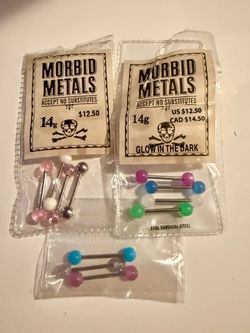 MORBID
METALS
ACCEPT NO SUBSTITUTES
14g
$12.50
MORBID
METALS
ACCEPT NO SUBSTITUTES
14g
US $12.50
CAD $14.50
GLOW IN THE DARK
316L SURGICAL STEEL